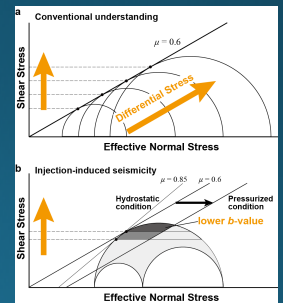 a
Conventional understanding
μ = 0.6
Shear Stress
Differential Stress
Effective Normal Stress
b
Injection-induced seismicity
μ = 0.85
μ = 0.6
Hydrostatic
condition
Pressurized
condition
lower b-value
Shear Stress
Effective Normal Stress